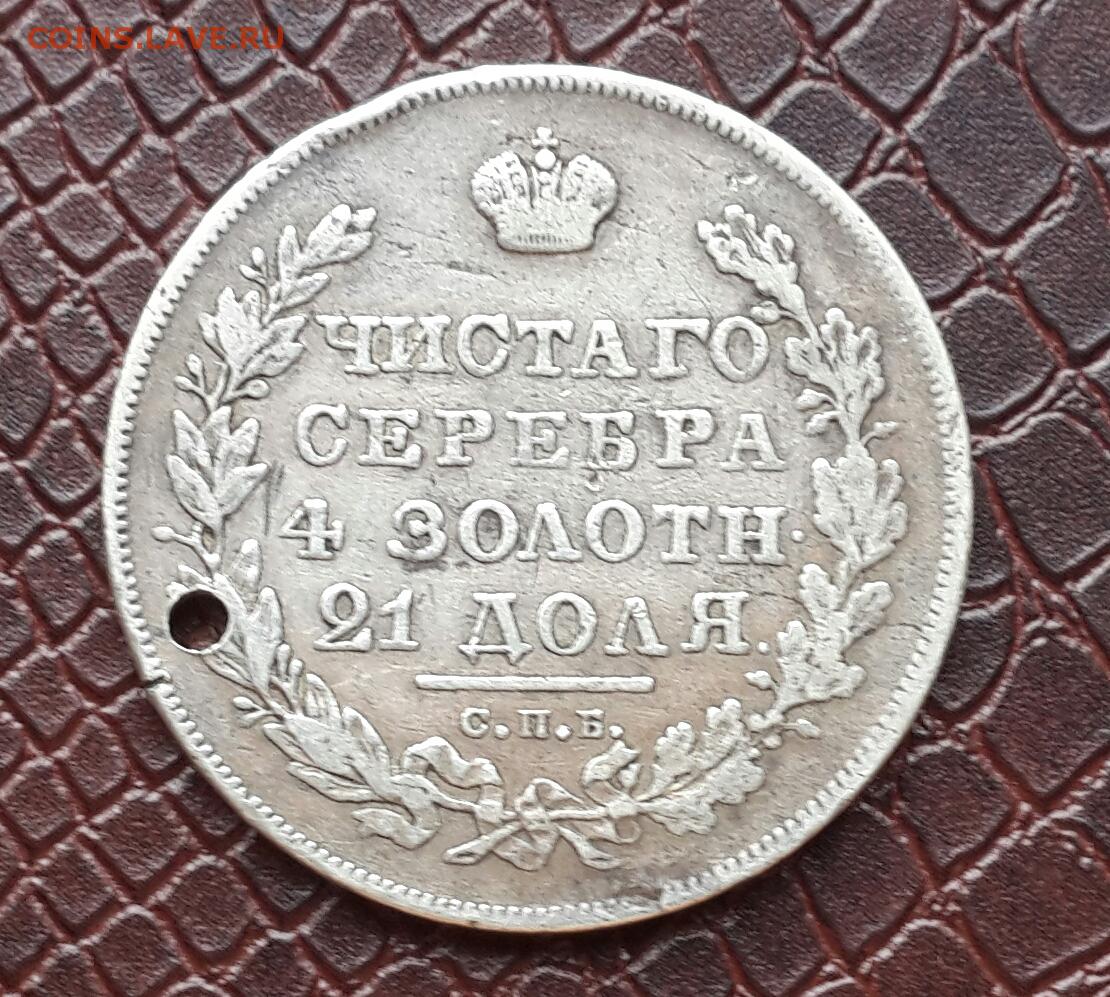 COINS.LAVE.RU
ЧИСТАГО
СЕРЕБРА
4 ЗОЛОТН.
21 ДОЛЯ.
С.П.Б.